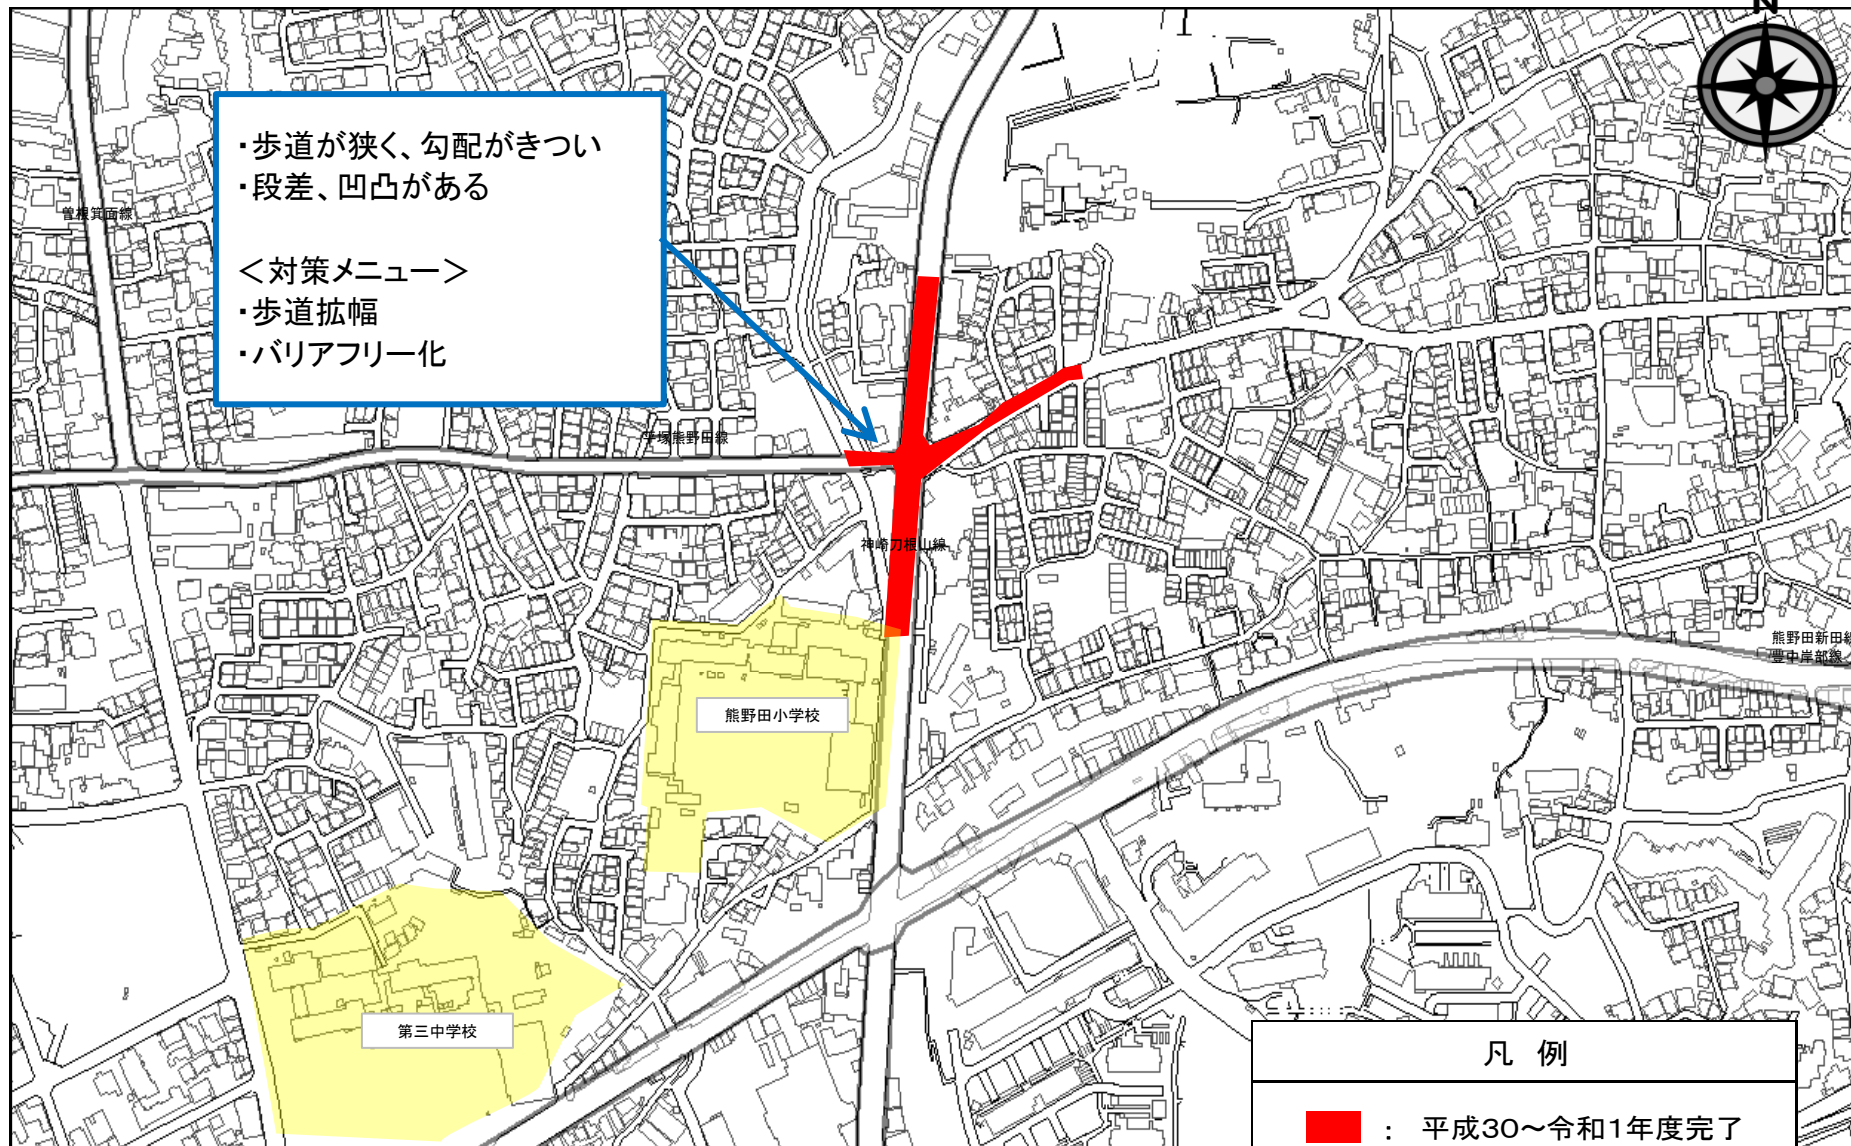 N
・歩道が狭く、勾配がきつい
・段差、凹凸がある
＜対策メニュー＞
・歩道拡幅
・バリアフリー化
曽根箕面線
平塚熊野田線
神崎刀根山線
熊野田新田線
豊中岸部線
熊野田小学校
第三中学校
凡 例
： 平成30～令和1年度完了